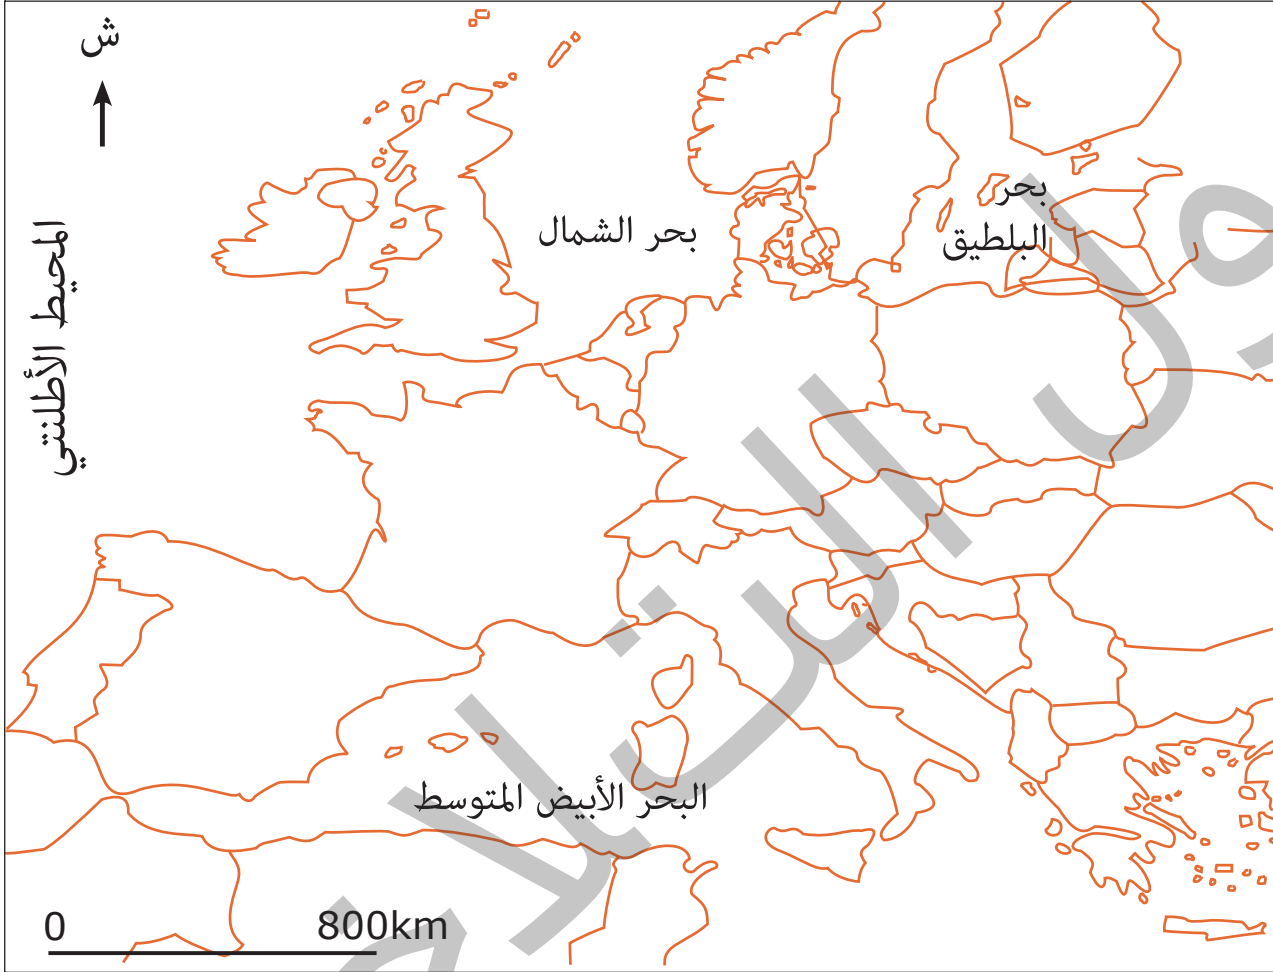 ش
بحر
البلطيق
بحر الشمال
المحيط الأطلنتي
البحر الأبيض المتوسط
0 800km